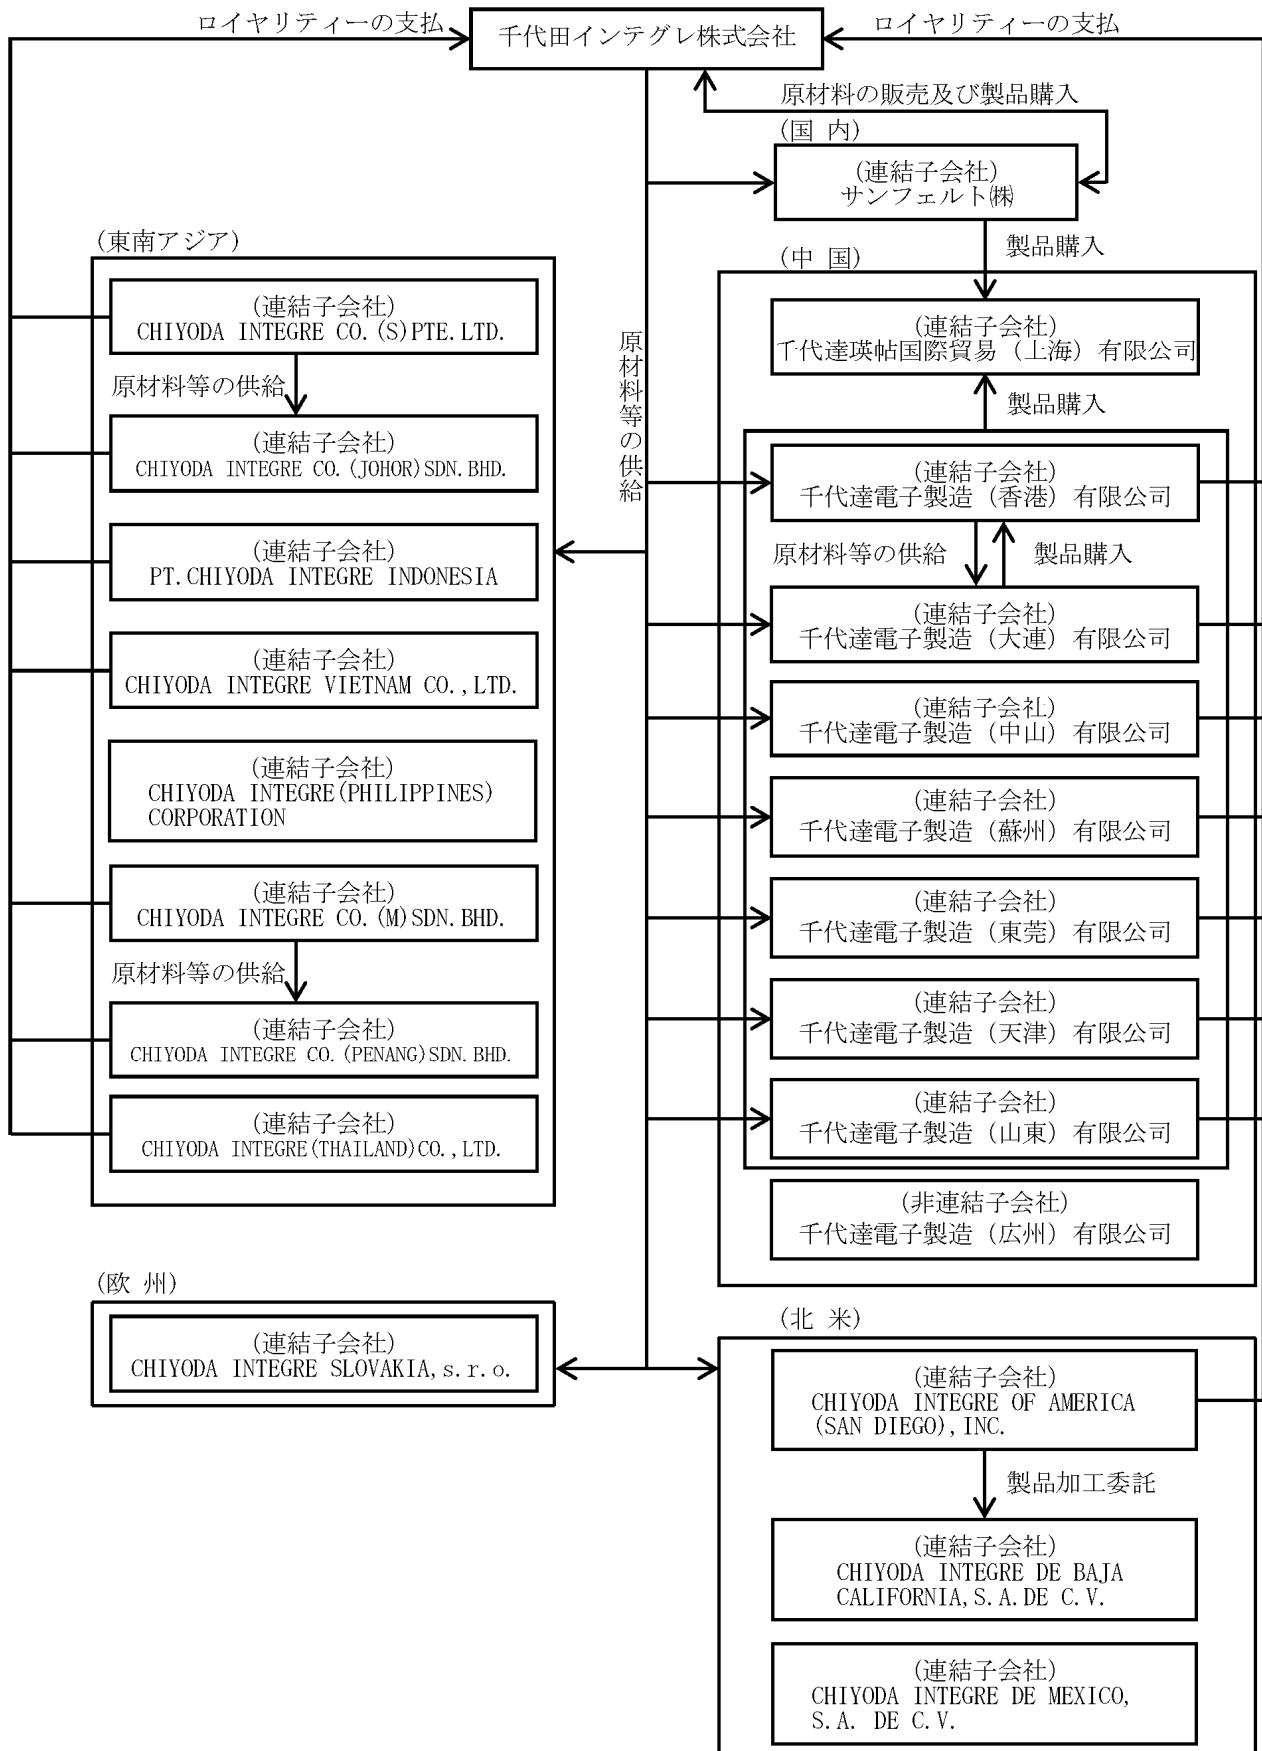 ロイヤリティーの支払
千代田インテグレ株式会社
ロイヤリティーの支払
原材料の販売及び製品購入
(国 内)
(連結子会社)
サンフェルト㈱
製品購入
(東南アジア)
(連結子会社)
CHIYODA INTEGRE CO.(S)PTE.LTD.
原材料等の供給
(連結子会社)
CHIYODA INTEGRE CO.(JOHOR)SDN.BHD.
(連結子会社)
PT.CHIYODA INTEGRE INDONESIA
(連結子会社)
CHIYODA INTEGRE VIETNAM CO.,LTD.
(連結子会社)
CHIYODA INTEGRE(PHILIPPINES)
CORPORATION
(連結子会社)
CHIYODA INTEGRE CO.(M)SDN.BHD.
原材料等の供給
(連結子会社)
CHIYODA INTEGRE CO.(PENANG)SDN.BHD.
(連結子会社)
CHIYODA INTEGRE(THAILAND)CO.,LTD.
(欧 州)
(連結子会社)
CHIYODA INTEGRE SLOVAKIA,s.r.o.
原材料等の供給
(中 国)
(連結子会社)
千代達瑛帖国際貿易（上海）有限公司
製品購入
(連結子会社)
千代達電子製造（香港）有限公司
原材料等の供給
製品購入
(連結子会社)
千代達電子製造（大連）有限公司
(連結子会社)
千代達電子製造（中山）有限公司
(連結子会社)
千代達電子製造（蘇州）有限公司
(連結子会社)
千代達電子製造（東莞）有限公司
(連結子会社)
千代達電子製造（天津）有限公司
(連結子会社)
千代達電子製造（山東）有限公司
(非連結子会社)
千代達電子製造（広州）有限公司
(北 米)
(連結子会社)
CHIYODA INTEGRE OF AMERICA
(SAN DIEGO),INC.
製品加工委託
(連結子会社)
CHIYODA INTEGRE DE BAJA
CALIFORNIA,S.A.DE C.V.
(連結子会社)
CHIYODA INTEGRE DE MEXICO,
S.A. DE C.V.